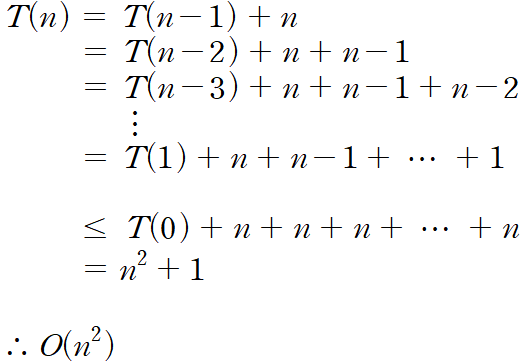 T(n) = T(n−1) + n
= T(n−2) + n + n−1
= T(n−3) + n + n−1 + n−2
⋮
= T(1) + n + n−1 + ⋯ + 1
≤ T(0) + n + n + n + ⋯ + n
= n² + 1
∴ O(n²)